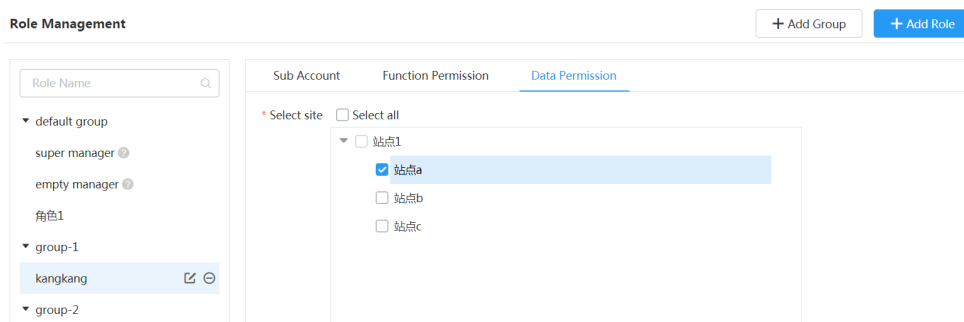 Role Management
+ Add Group
+ Add Role
Role Name
default group
super manager
empty manager
角色1
group-1
kangkang
group-2
Sub Account
Function Permission
Data Permission
* Select site
Select all
站点1
站点a
站点b
站点c